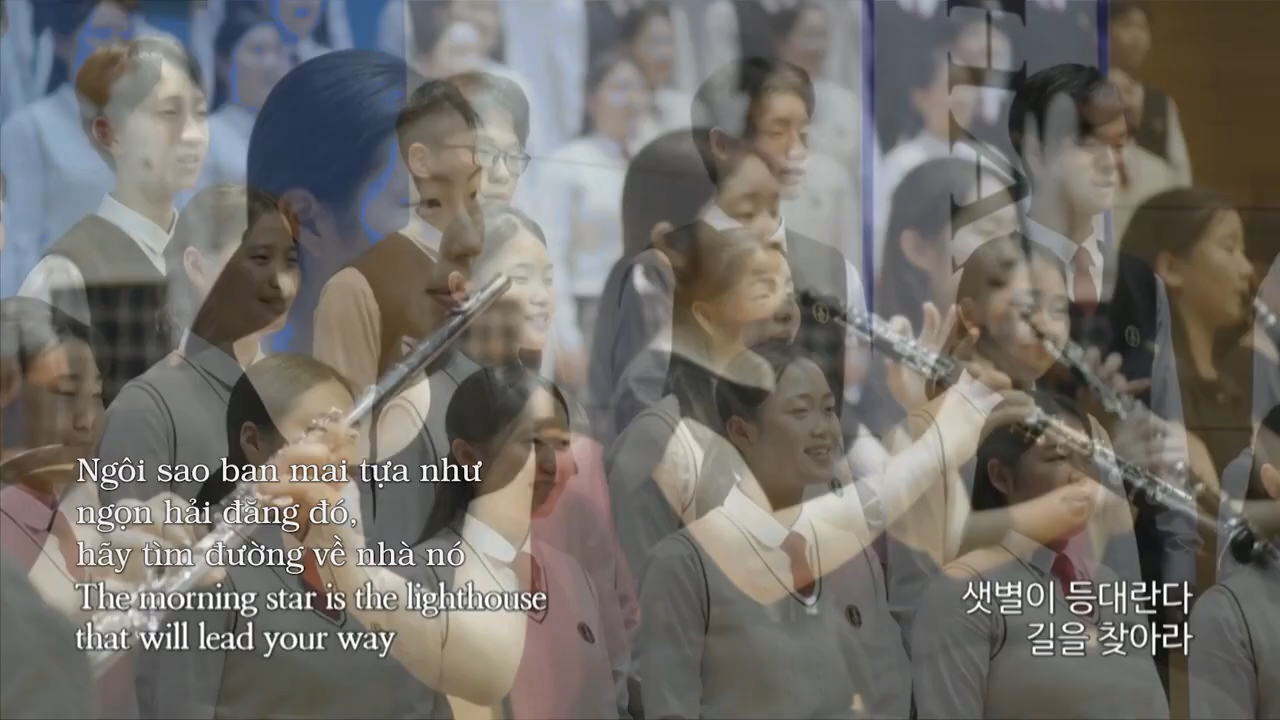 Ngôi sao ban mai tựa như
ngọn hải đăng đó,
hãy tìm đường về nhà nó
The morning star is the lighthouse
that will lead your way
샛별이 등대란다
길을 찾아라